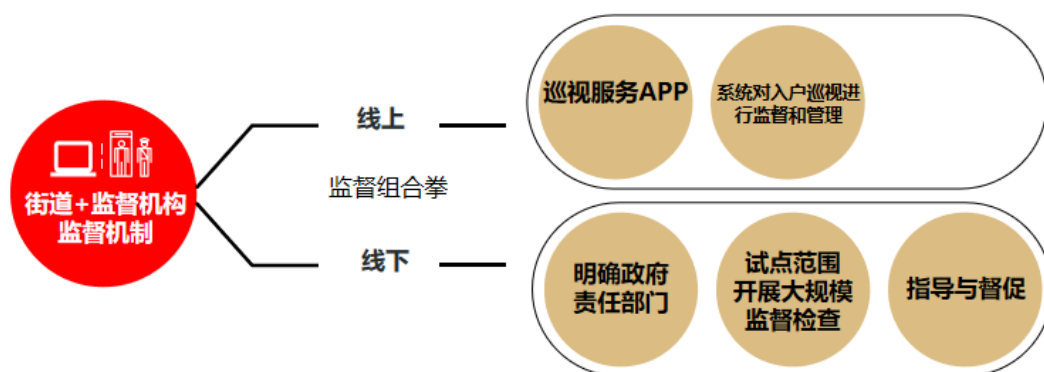 街道+监督机构
监督机制
线上
监督组合拳
线下
巡视服务APP
系统对入户巡视进
行监督和管理
明确政府
责任部门
试点范围
开展大规模
监督检查
指导与督促